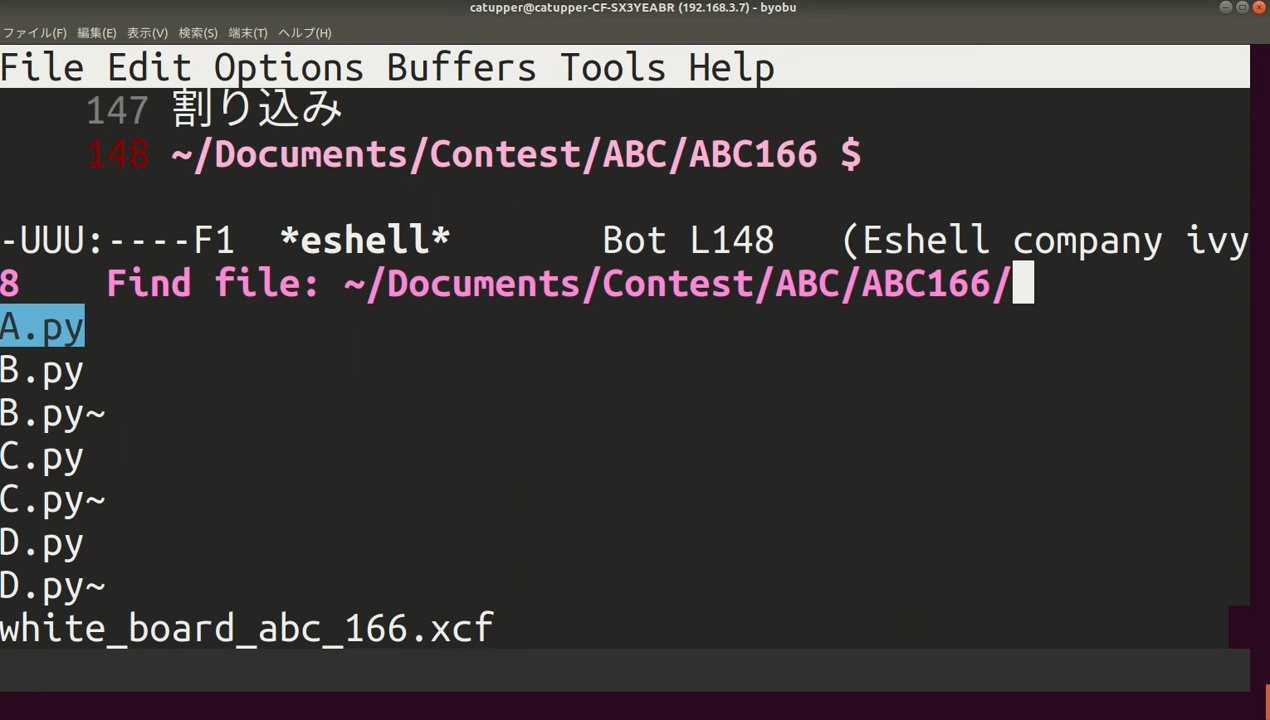 catupper@catupper-CF-SX3YEABR (192.168.3.7) - byobu
ファイル(F) 編集(E) 表示(V) 検索(S) 端末(T) ヘルプ(H)
File Edit Options Buffers Tools Help
147 割り込み
148 ~/Documents/Contest/ABC/ABC166 $
-UUU:----F1 *eshell* Bot L148 (Eshell company ivy
8 Find file: ~/Documents/Contest/ABC/ABC166/
A.py
B.py
B.py~
C.py
C.py~
D.py
D.py~
white_board_abc_166.xcf